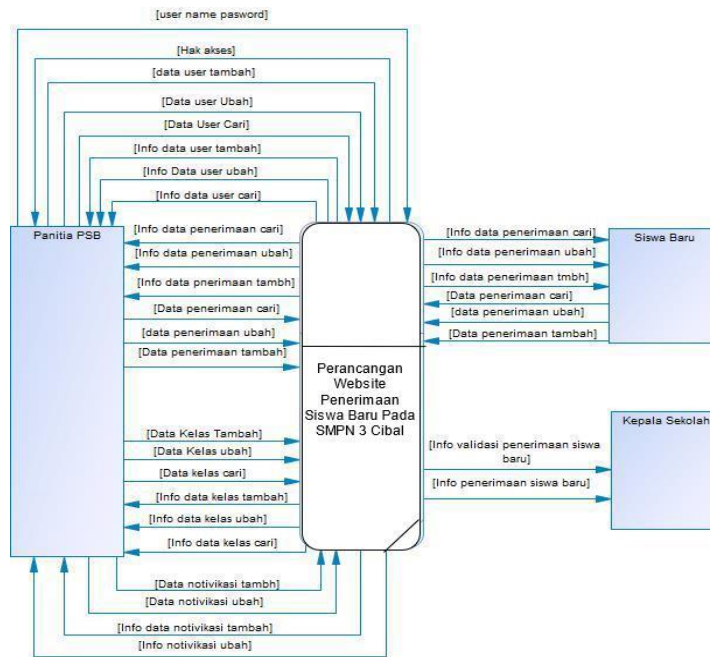 [user name pasword]
[Hak akses]
[data user tambah]
[Data user Ubah]
[Data User Cari]
[Info data user tambah]
[Info Data user ubah]
[Info data user cari]
Panitia PSB
[Info data penerimaan cari]
[Info data penerimaan ubah]
[Info data pnerimaan tambh]
[Data penerimaan cari]
[data penerimaan ubah]
[Data penerimaan tambah]
[Data Kelas Tambah]
[Data Kelas ubah]
[Data kelas cari]
[Info data kelas tambah]
[Info data kelas ubah]
[Info data kelas cari]
[Data notivikasi tambh]
[Data notivikasi ubah]
[Info data notivikasi tambah]
[Info notivikasi ubah]
Perancangan
Website
Penerimaan
Siswa Baru Pada
SMPN 3 Cibal
[Info data penerimaan cari]
[Info data penerimaan ubah]
[Info data penerimaan tmbh]
[Data penerimaan cari]
[data penerimaan ubah]
[Data penerimaan tambah]
Siswa Baru
Kepala Sekolah
[Info validasi penerimaan siswa
baru]
[Info penerimaan siswa baru]